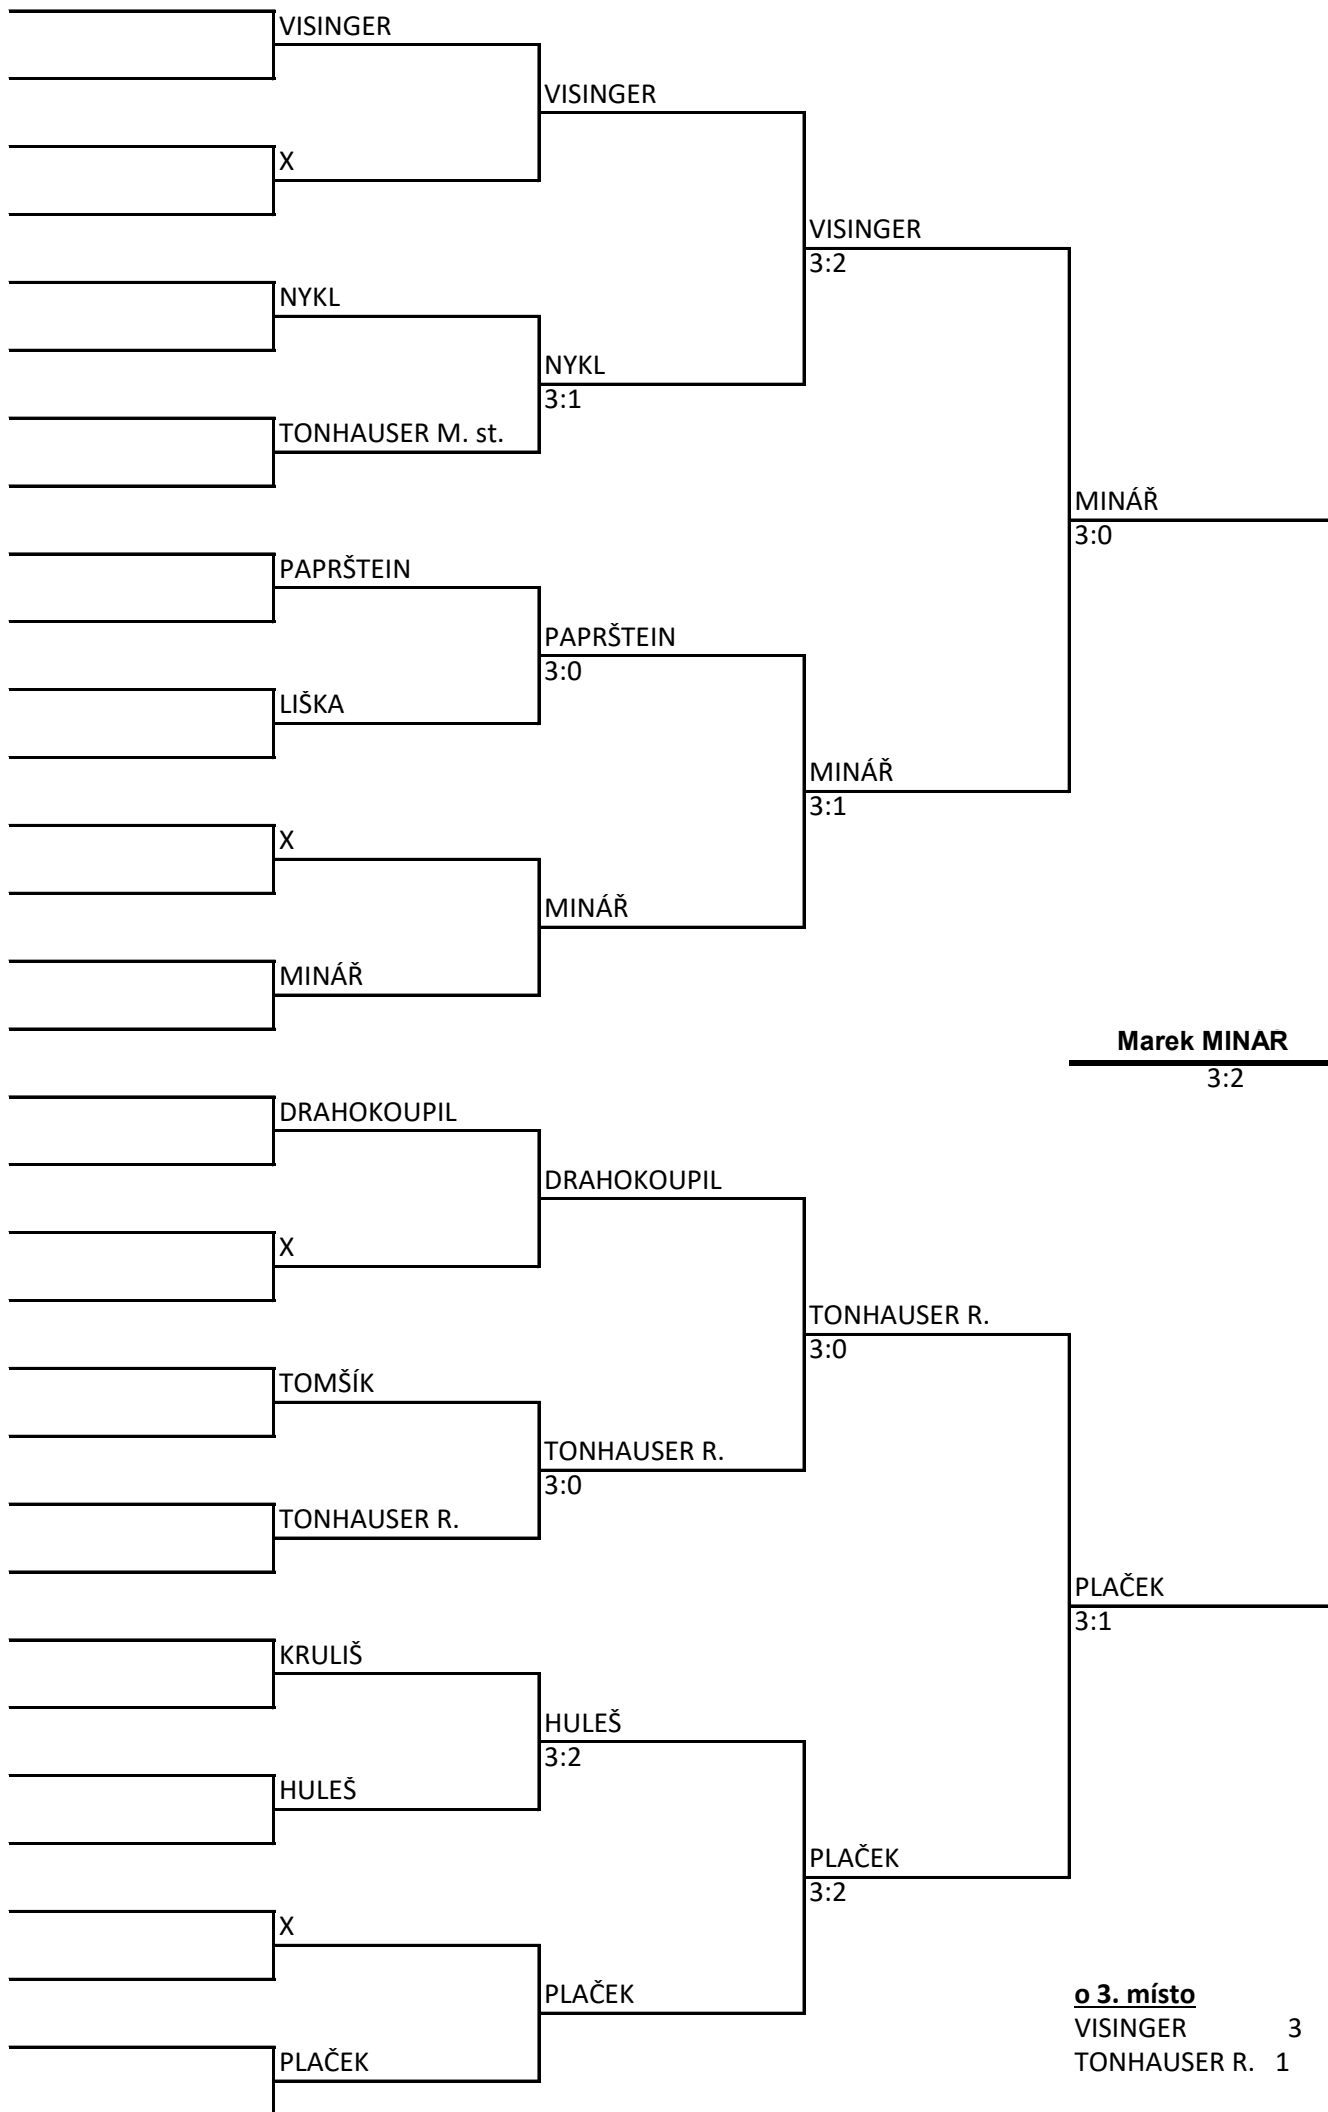 VISINGER
VISINGER
X
VISINGER
3:2
NYKL
NYKL
3:1
TONHAUSER M. st.
MINÁŘ
3:0
PAPRŠTEIN
PAPRŠTEIN
3:0
LIŠKA
MINÁŘ
3:1
X
MINÁŘ
MINÁŘ
Marek MINAR
3:2
DRAHOKOUPIL
DRAHOKOUPIL
X
TONHAUSER R.
3:0
TOMŠÍK
TONHAUSER R.
3:0
TONHAUSER R.
PLAČEK
3:1
KRULIŠ
HULEŠ
3:2
HULEŠ
PLAČEK
3:2
X
PLAČEK
PLAČEK
o 3. místo
VISINGER 3
TONHAUSER R. 1